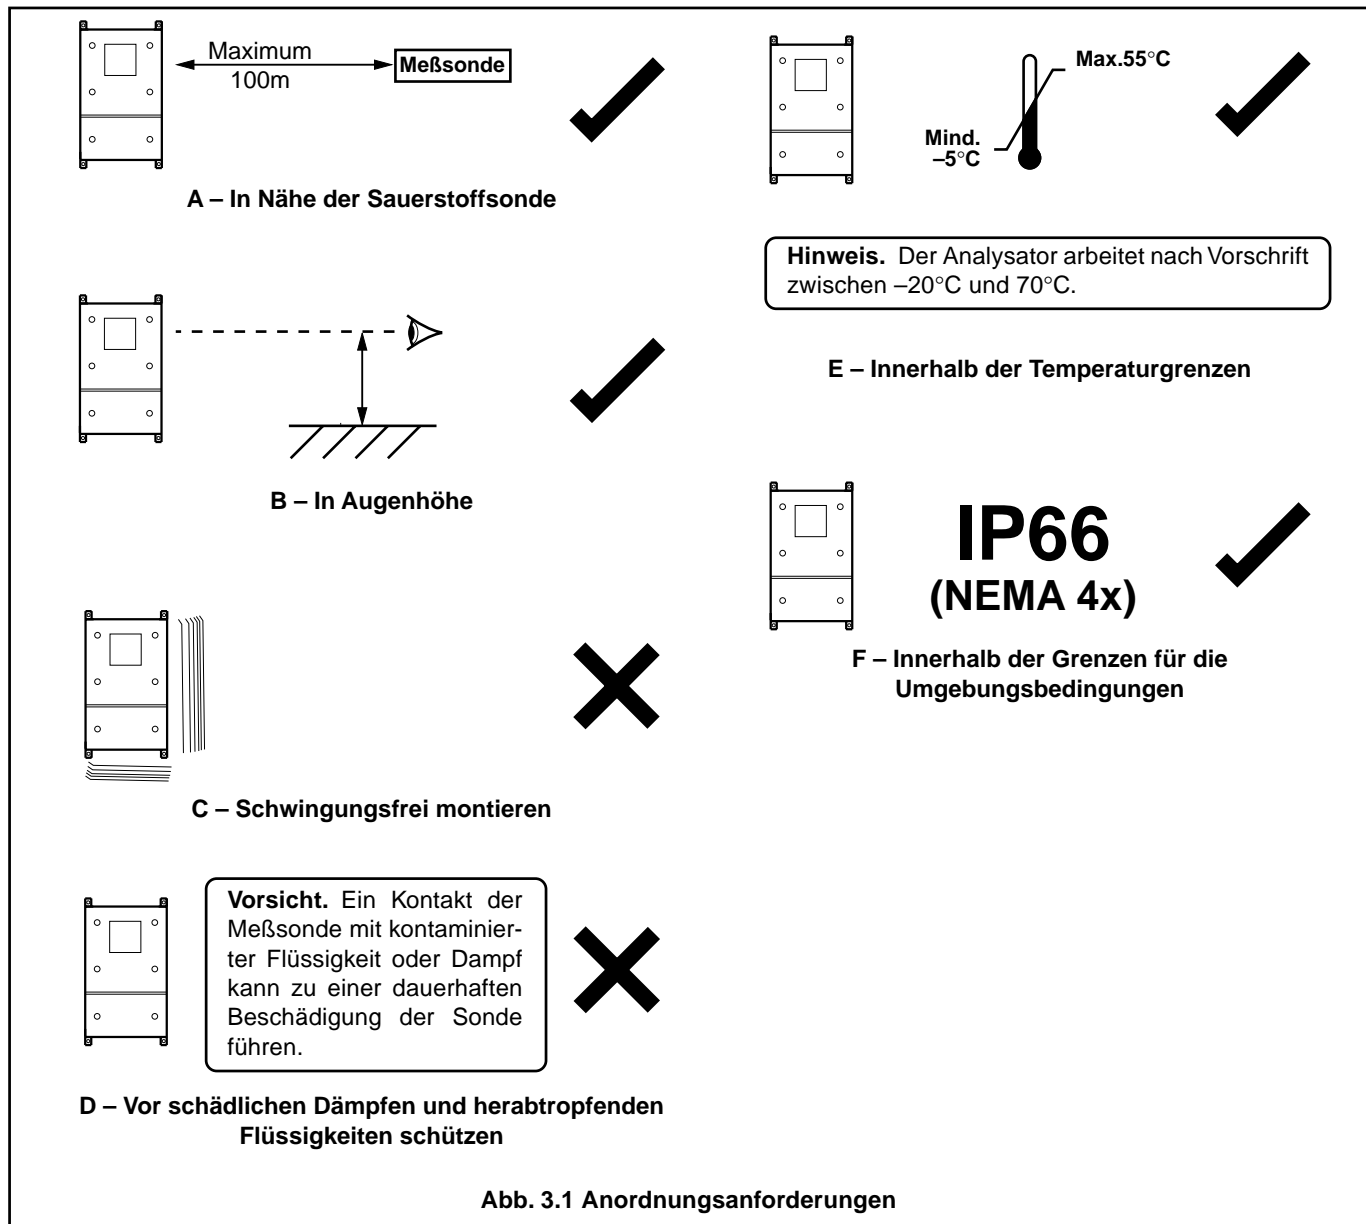 Maximum
100m
Meßsonde
A – In Nähe der Sauerstoffsonde
B – In Augenhöhe
C – Schwingungsfrei montieren
Vorsicht. Ein Kontakt der
Meßsonde mit kontaminier-
ter Flüssigkeit oder Dampf
kann zu einer dauerhaften
Beschädigung der Sonde
führen.
D – Vor schädlichen Dämpfen und herabtropfenden
Flüssigkeiten schützen
Max.55°C
Mind.
–5°C
Hinweis. Der Analysator arbeitet nach Vorschrift
zwischen –20°C und 70°C.
E – Innerhalb der Temperaturgrenzen
IP66
(NEMA 4x)
F – Innerhalb der Grenzen für die
Umgebungsbedingungen
Abb. 3.1 Anordnungsanforderungen